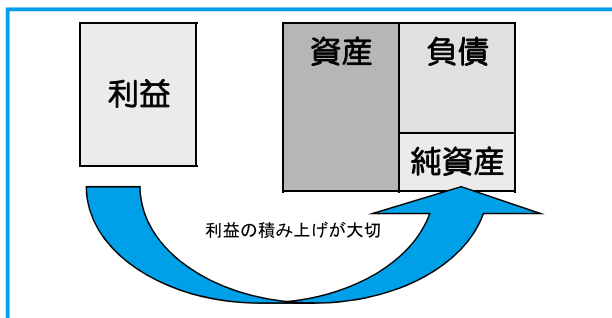 利益
資産
負債
純資産
利益の積み上げが大切